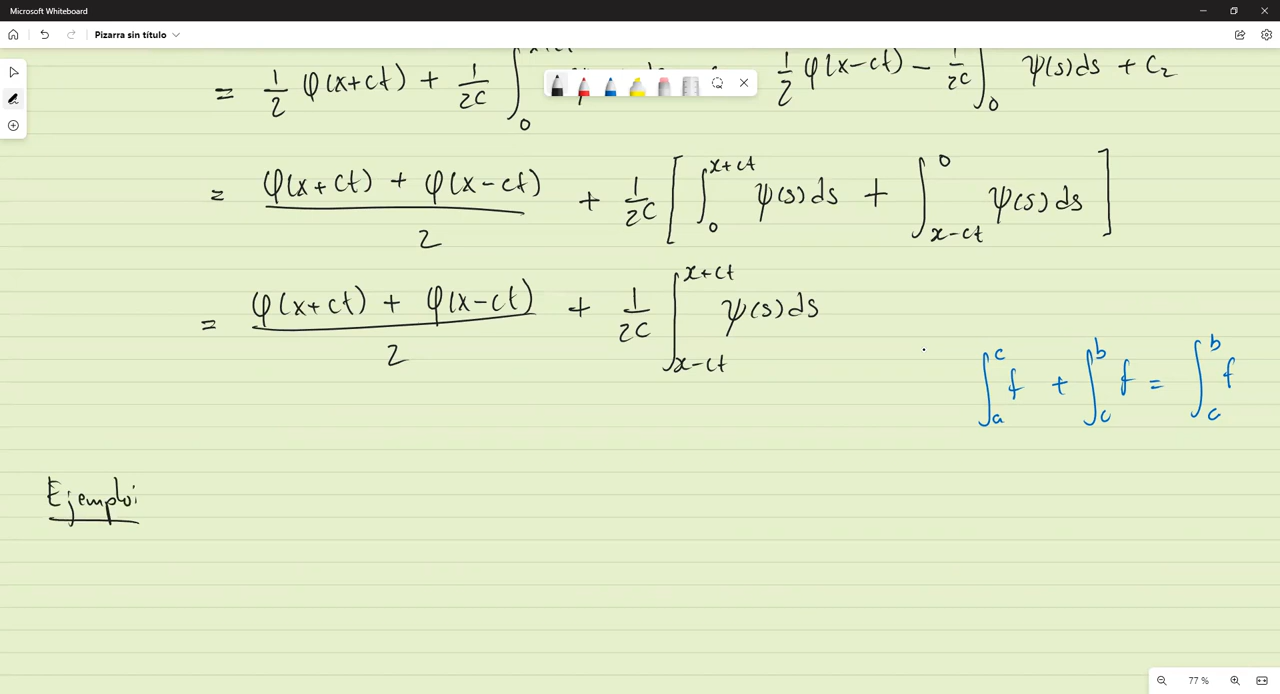 Microsoft Whiteboard
Pizarra sin título
= 1/2 φ(x+ct) + 1/2c ∫_0^{x+ct} 1/2 φ(x-ct) - 1/2c ∫_0 ψ(s)ds + C₂
= (φ(x+ct) + φ(x-ct))/2 + 1/2c [∫_0^{x+ct} ψ(s)ds + ∫_{x-ct}^0 ψ(s)ds]
= (φ(x+ct) + φ(x-ct))/2 + 1/2c ∫_{x-ct}^{x+ct} ψ(s)ds
∫_a^c f + ∫_c^b f = ∫_c^b f
Ejemplo:
77 %